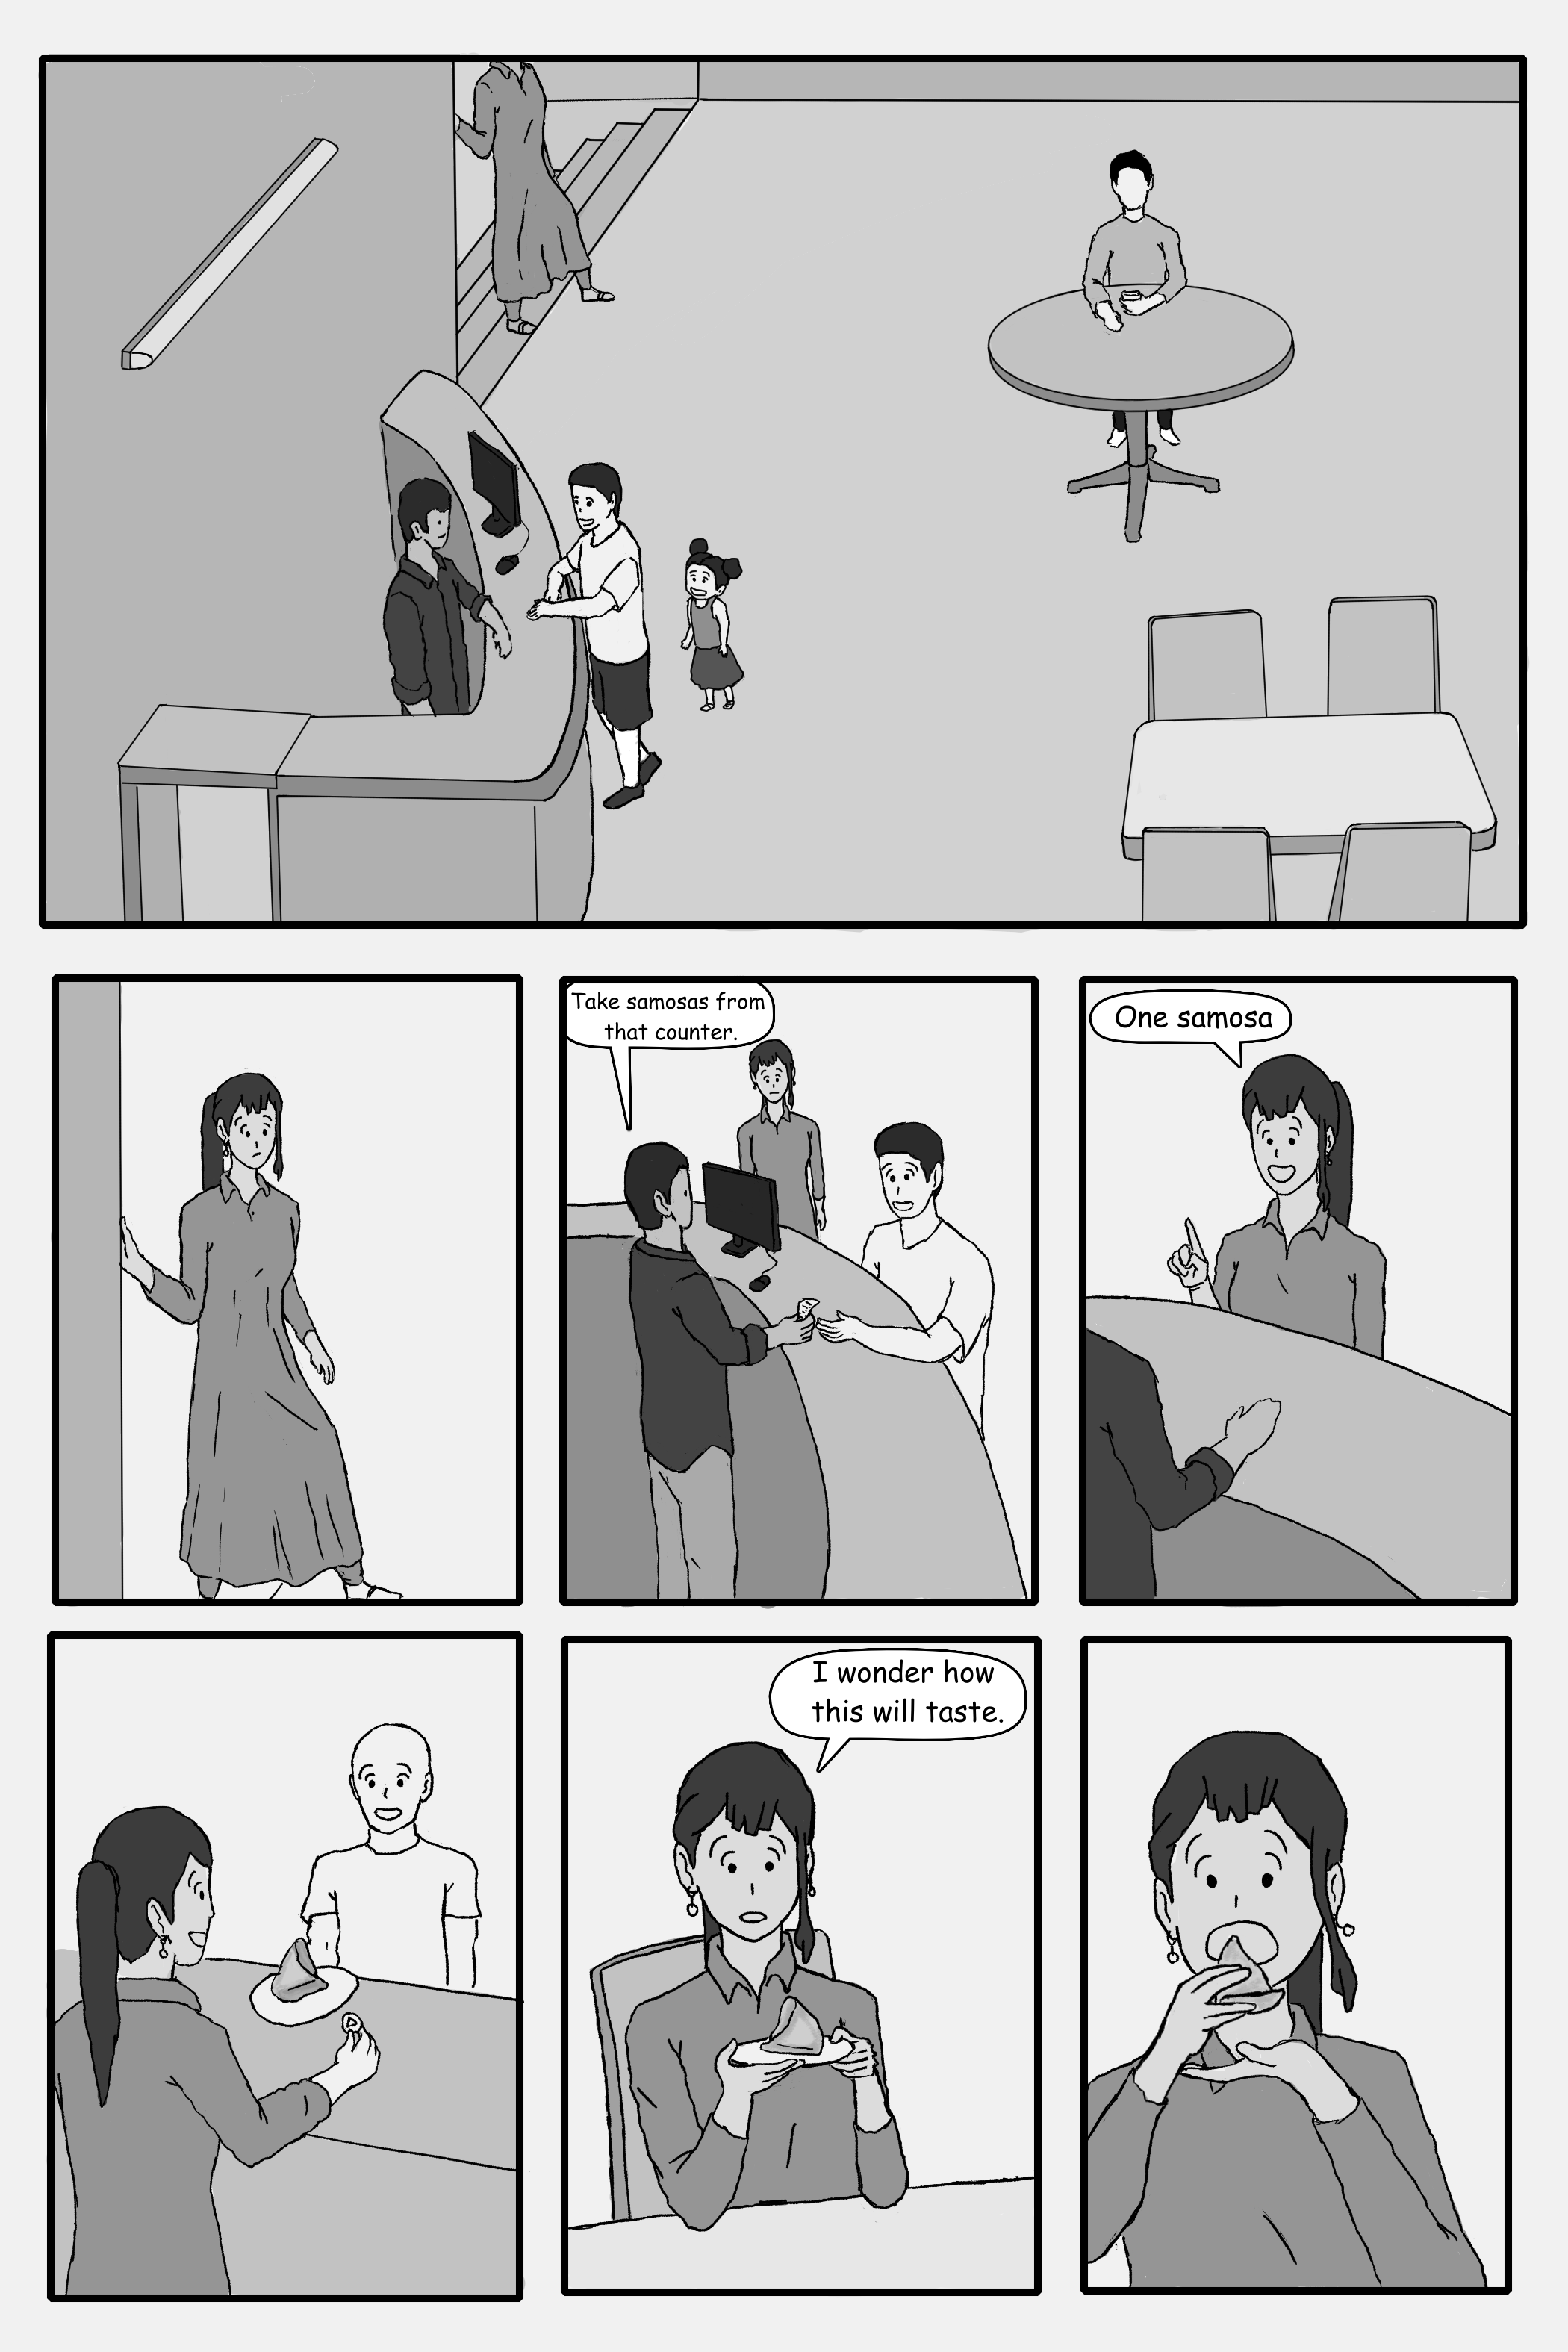 Take samosas from
that counter.
One samosa
I wonder how
this will taste.